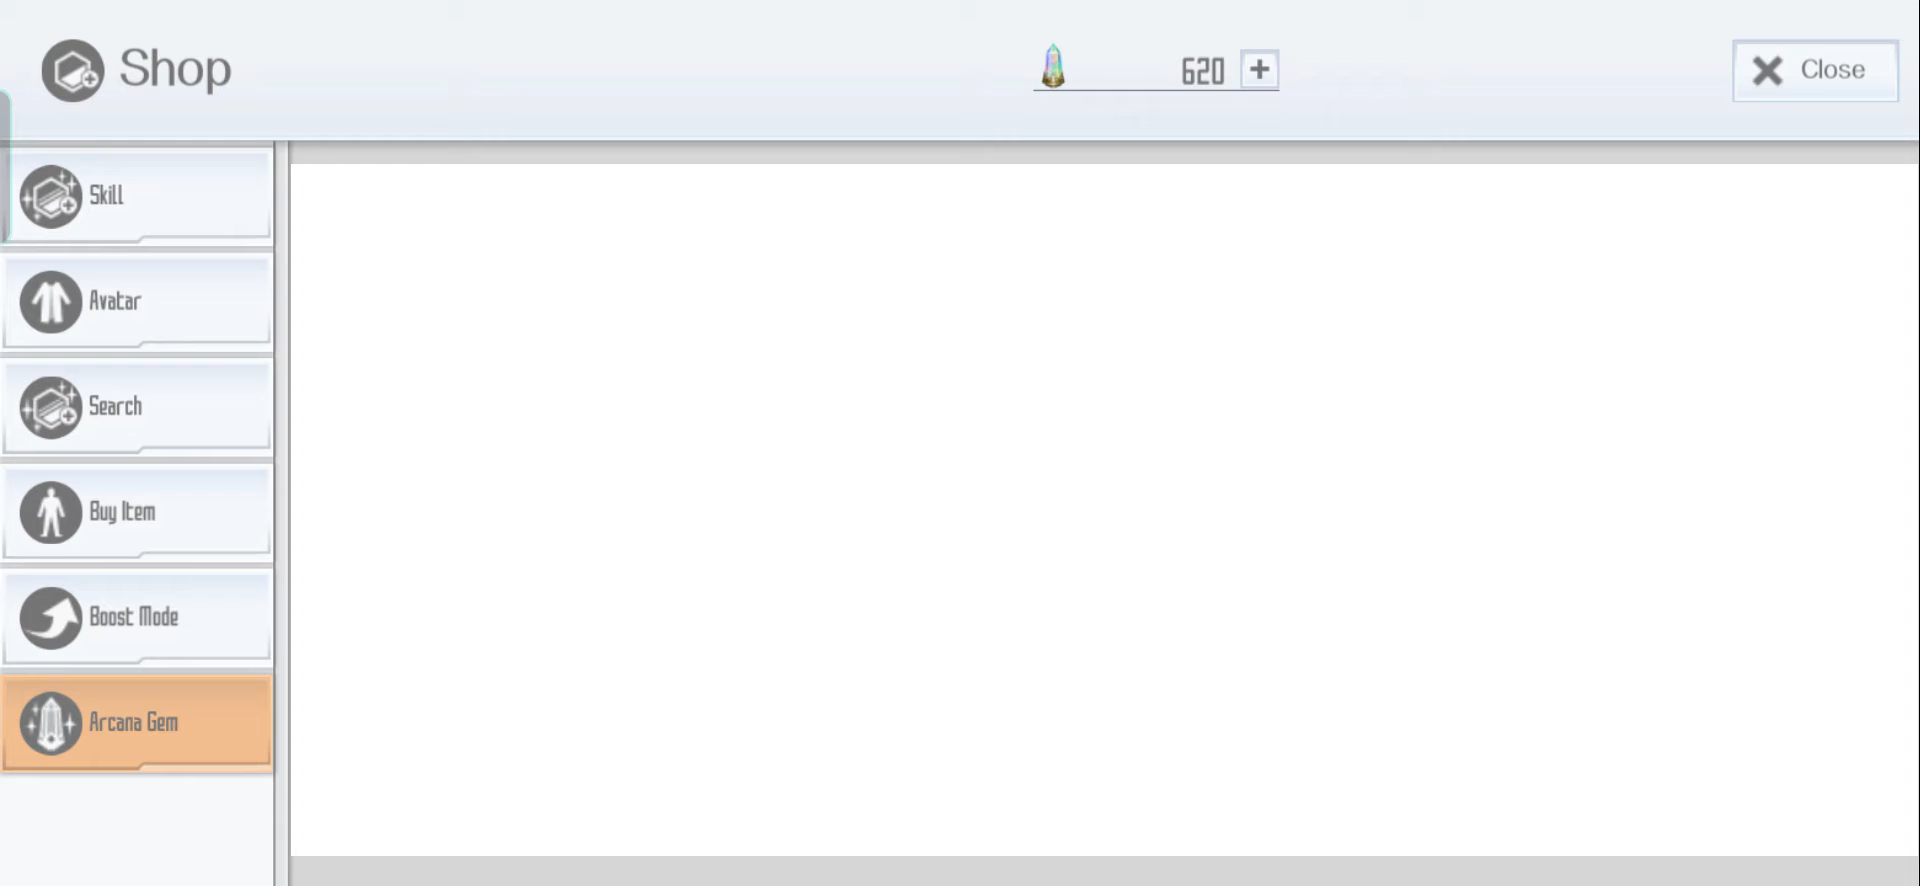 Shop
620
Close
Skill
Avatar
Search
Buy Item
Boost Mode
Arcana Gem